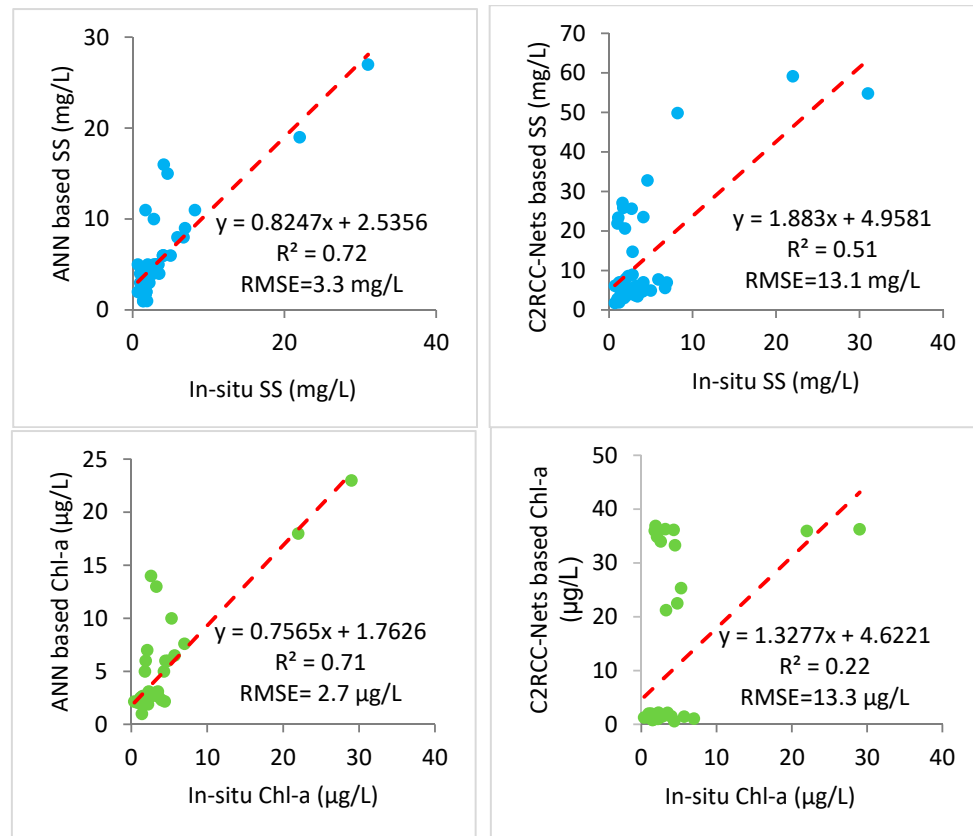 ANN based SS (mg/L)
30
20
10
0
0
20
40
y = 0.8247x + 2.5356
R² = 0.72
RMSE=3.3 mg/L
In-situ SS (mg/L)
C2RCC-Nets based SS (mg/L)
70
60
50
40
30
20
10
0
0
10
20
30
40
y = 1.883x + 4.9581
R² = 0.51
RMSE=13.1 mg/L
In-situ SS (mg/L)
ANN based Chl-a (µg/L)
25
20
15
10
5
0
0
10
20
30
40
y = 0.7565x + 1.7626
R² = 0.71
RMSE= 2.7 µg/L
In-situ Chl-a (µg/L)
C2RCC-Nets based Chl-a
(µg/L)
50
40
30
20
10
0
0
10
20
30
40
y = 1.3277x + 4.6221
R² = 0.22
RMSE=13.3 µg/L
In-situ Chl-a (µg/L)